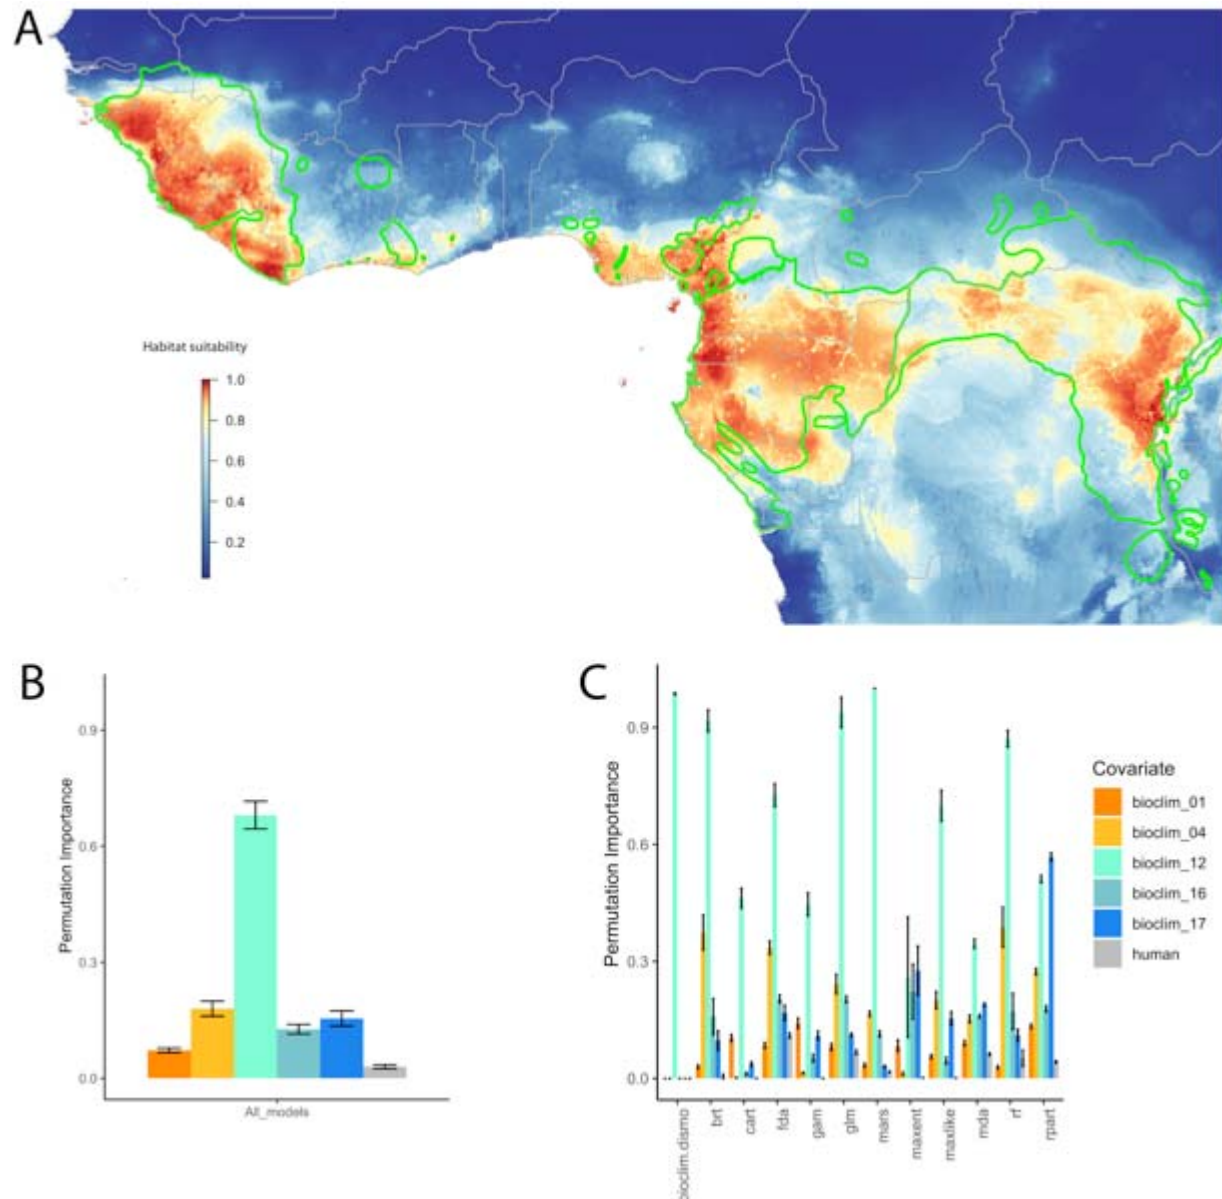 A
Habitat suitability
1.0
0.8
0.6
0.4
0.2
B
Permutation Importance
0.9
0.6
0.3
0.0
All_models
C
Permutation Importance
0.9
0.6
0.3
0.0
bioclim.dismo
brt
cart
fda
gam
glm
mars
maxent
maxlike
mda
rf
rpart
Covariate
bioclim_01
bioclim_04
bioclim_12
bioclim_16
bioclim_17
human